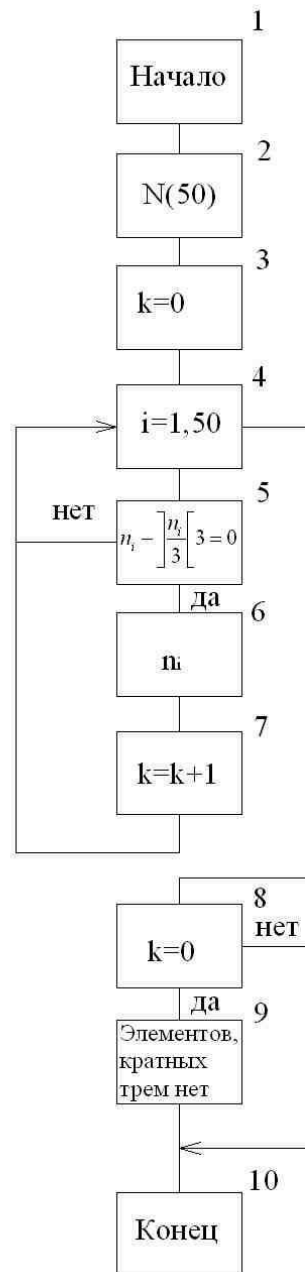 1
Начало
2
N(50)
3
k=0
4
i=1,50
5
нет
n_i - ]n_i/3[ 3 = 0
да
6
n_i
7
k=k+1
8
k=0
нет
да
9
Элементов,
кратных
трем нет
10
Конец